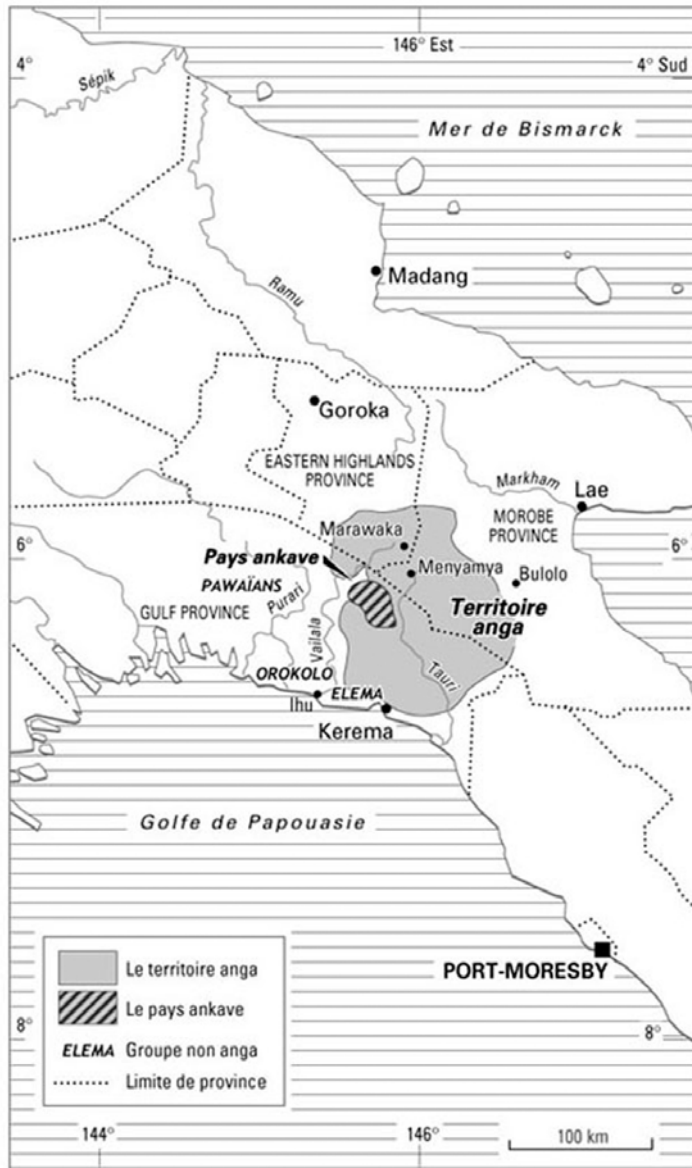 146° Est
4°
4° Sud
Sépik
Mer de Bismarck
Madang
Ramu
Goroka
EASTERN HIGHLANDS
PROVINCE
Markham
Lae
MOROBE
PROVINCE
Marawaka
6°
6°
Pays ankave
Menyamya
Bulolo
PAWAÏANS
Territoire
anga
GULF PROVINCE
Purari
Vailala
Tauri
OROKOLO
ELEMA
Ihu
Kerema
Golfe de Papouasie
PORT-MORESBY
Le territoire anga
Le pays ankave
8°
8°
ELEMA Groupe non anga
Limite de province
144°
146°
100 km